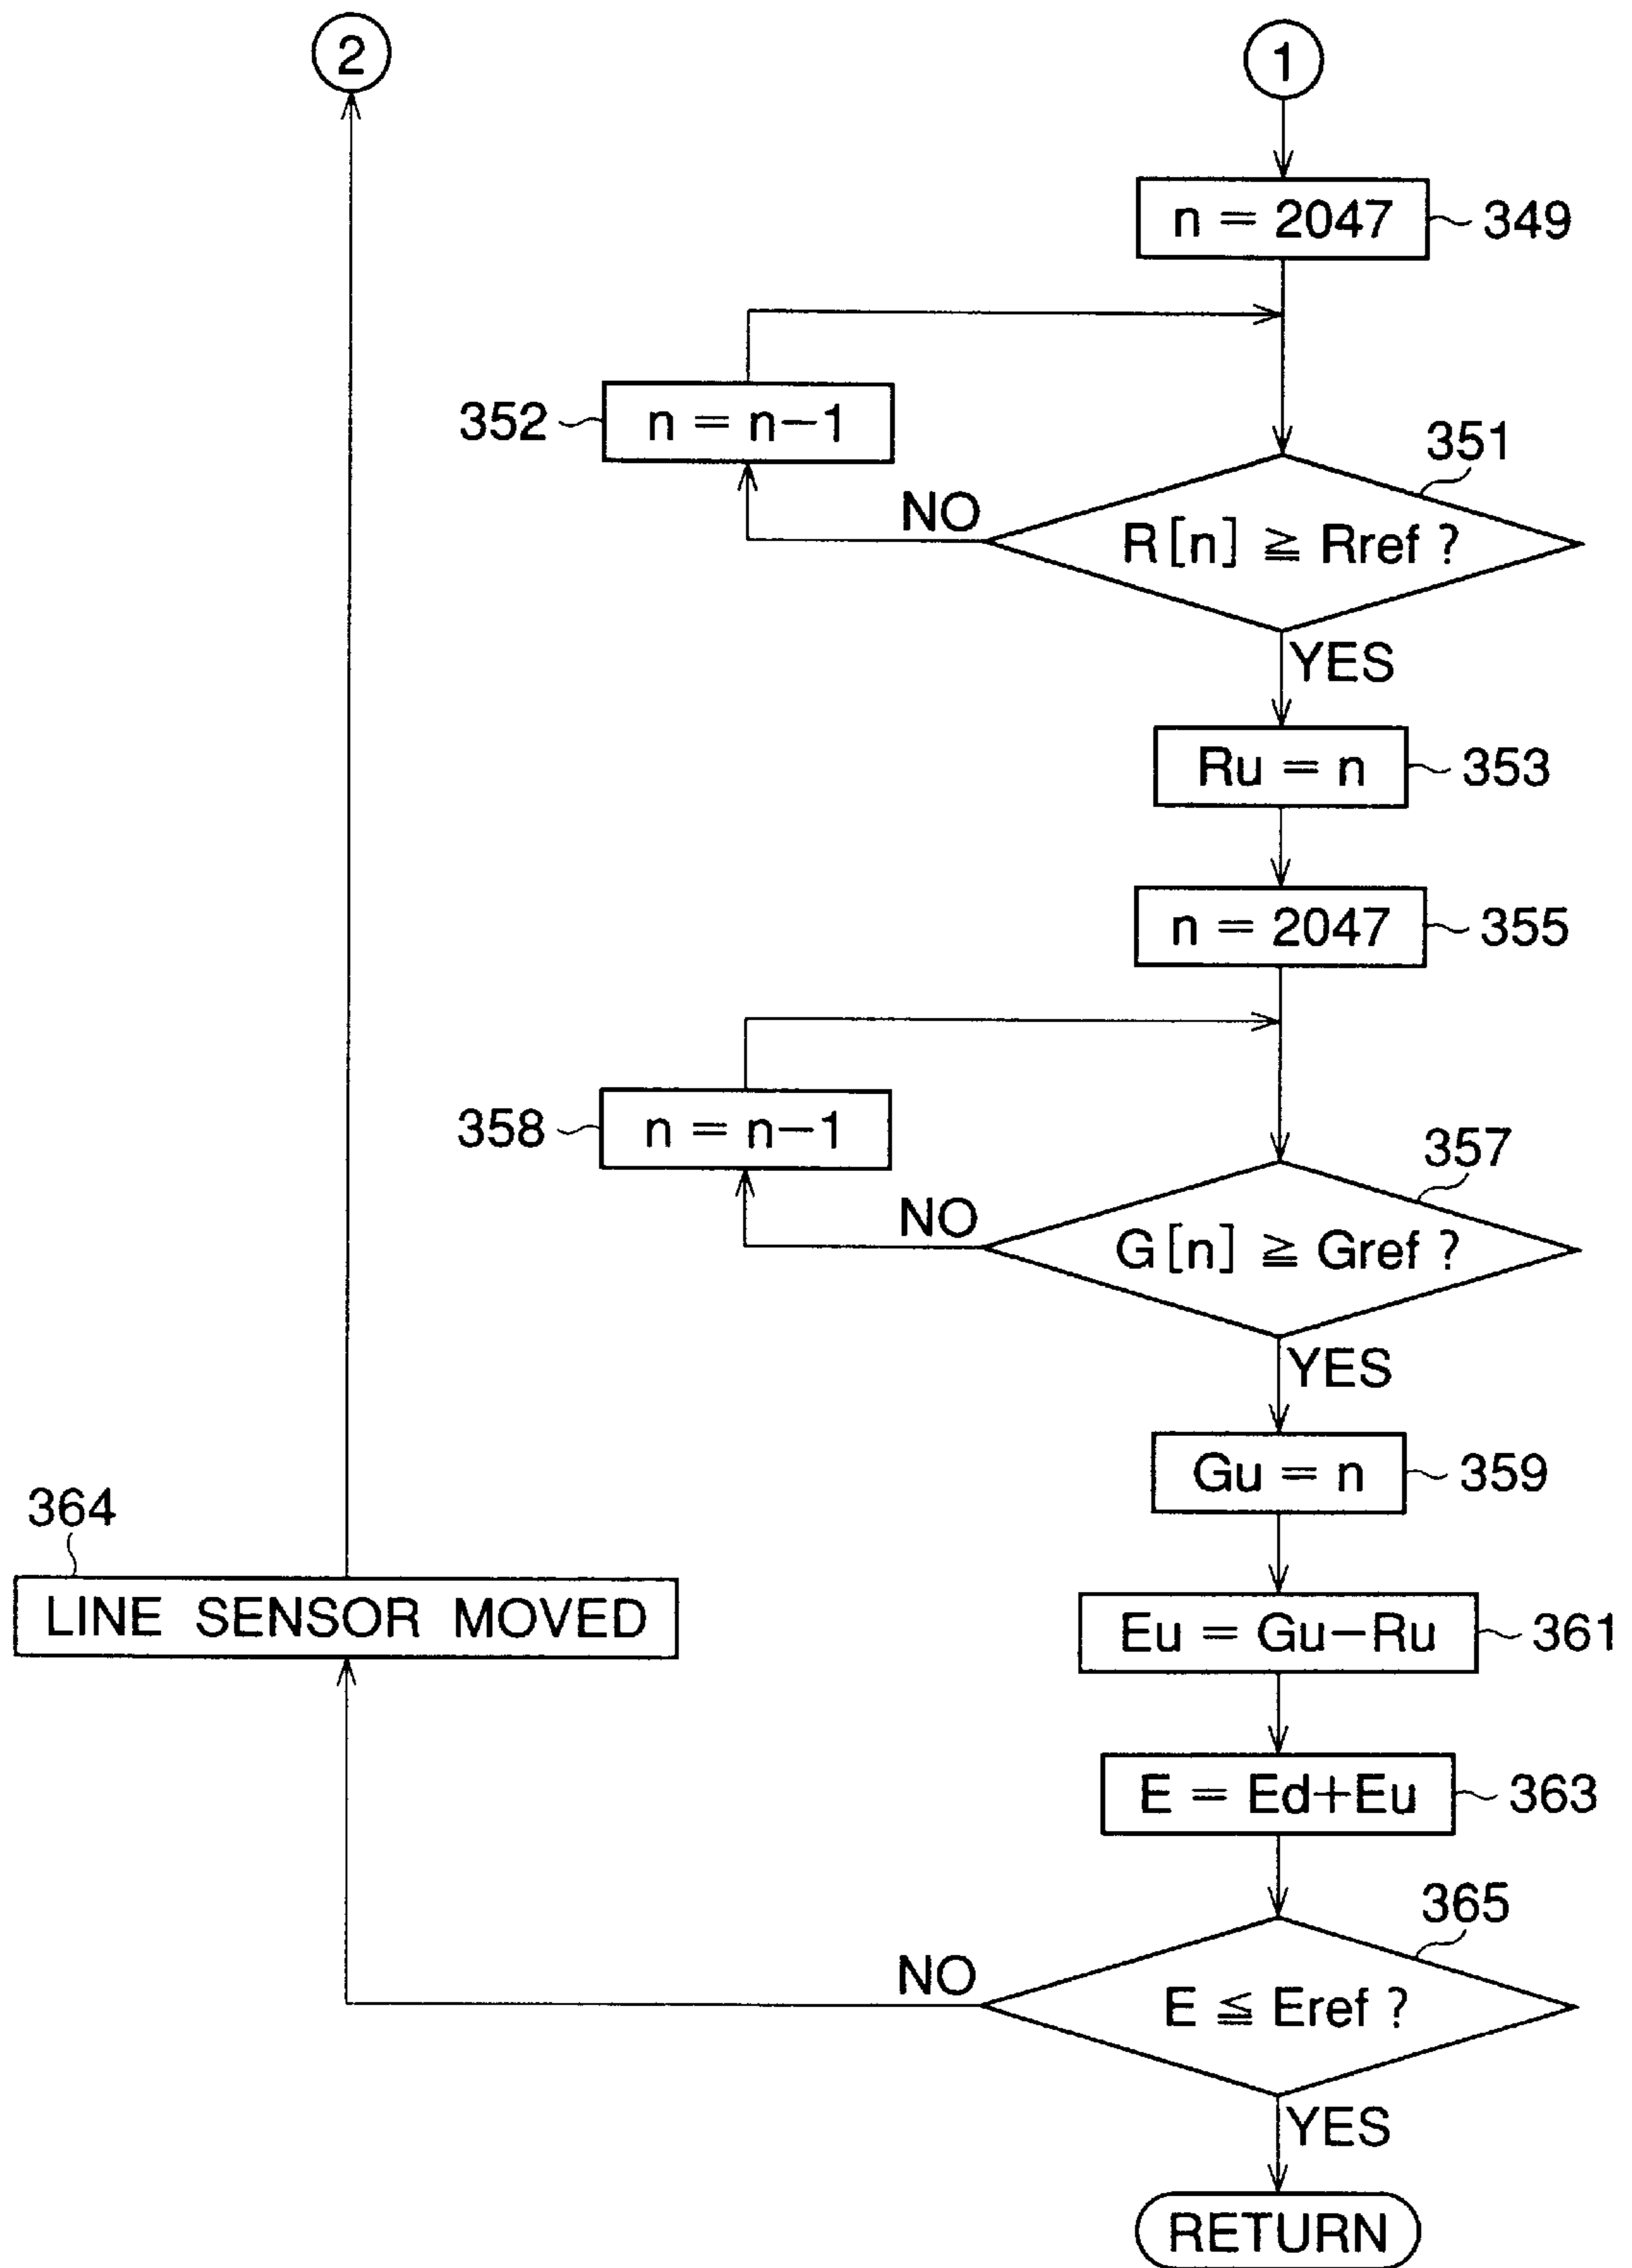 2
1
n = 2047
349
352
n = n−1
351
NO
R[n] ≧ Rref ?
YES
Ru = n
353
n = 2047
355
358
n = n−1
357
NO
G[n] ≧ Gref ?
YES
Gu = n
359
364
LINE SENSOR MOVED
Eu = Gu−Ru
361
E = Ed+Eu
363
365
NO
E ≦ Eref ?
YES
RETURN